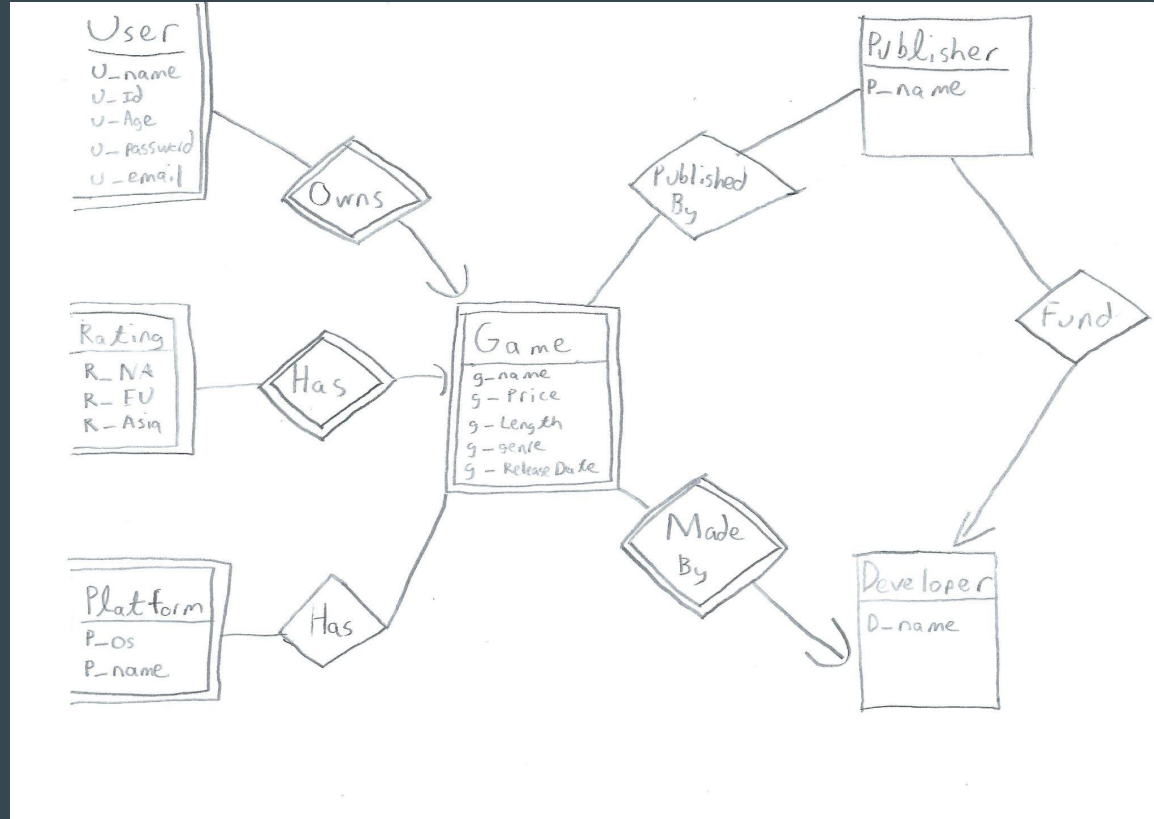 User
U_name
U_Id
U_Age
U_password
U_email
Owns
Published
By
Publisher
P_name
Fund
Rating
R_NA
R_EU
R_Asia
Has
Game
g_name
g_Price
g_Length
g_genre
g_Release Date
Made
By
Platform
P_os
P_name
Has
Developer
D_name